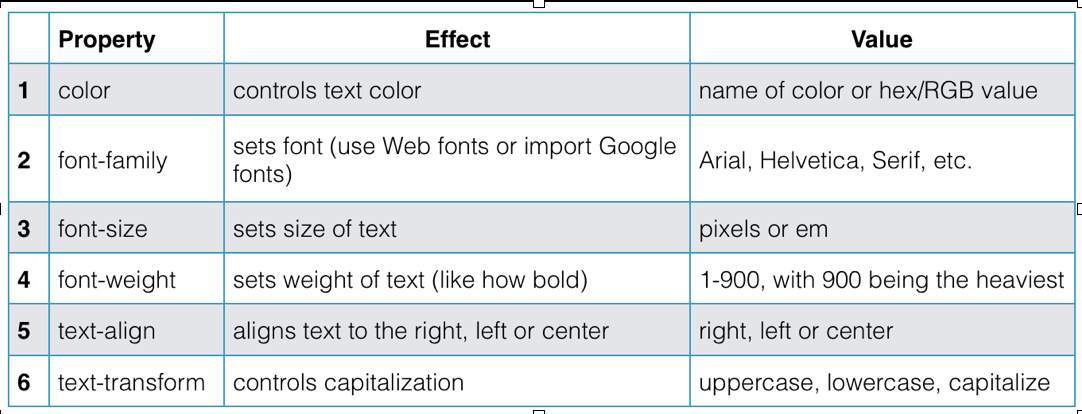 Property Effect Value
1 color controls text color name of color or hex/RGB value
2 font-family sets font (use Web fonts or import Google
fonts) Arial, Helvetica, Serif, etc.
3 font-size sets size of text pixels or em
4 font-weight sets weight of text (like how bold) 1-900, with 900 being the heaviest
5 text-align aligns text to the right, left or center right, left or center
6 text-transform controls capitalization uppercase, lowercase, capitalize